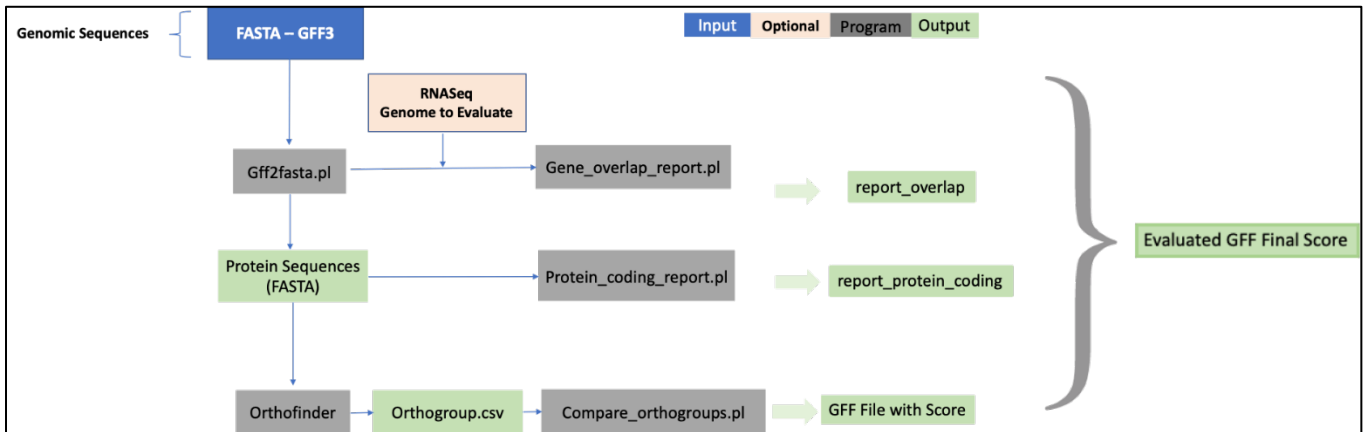 Genomic Sequences
FASTA – GFF3
Input
Optional
Program
Output
RNASeq
Genome to Evaluate
Gff2fasta.pl
Gene_overlap_report.pl
report_overlap
Evaluated GFF Final Score
Protein Sequences
(FASTA)
Protein_coding_report.pl
report_protein_coding
Orthofinder
Orthogroup.csv
Compare_orthogroups.pl
GFF File with Score